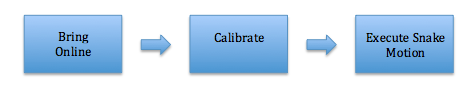 Bring
Online
Calibrate
Execute Snake
Motion